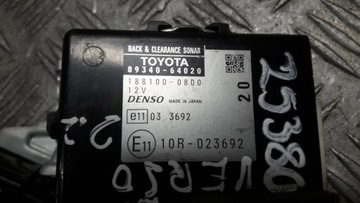 BACK & CLEARANCE SONAR
TOYOTA
89340-64020
188100-0800
12V
DENSO MADE IN JAPAN
20
e11 03 3692
E11 10R-023692
25380